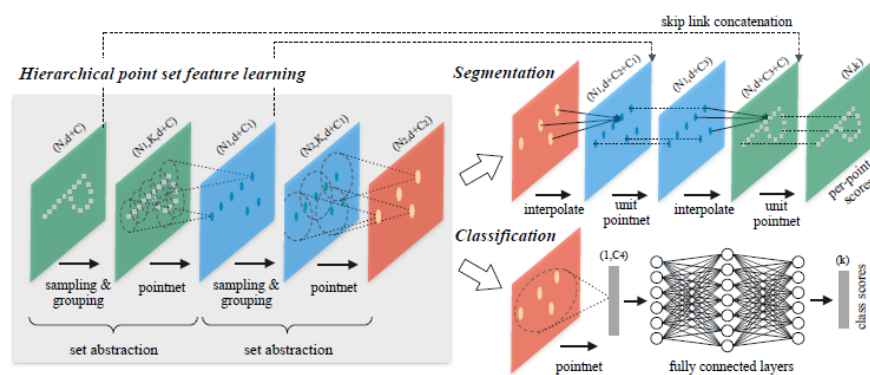 skip link concatenation
Hierarchical point set feature learning
Segmentation
(N,d+C)
(N1,K,d+C)
(N1,d+C1)
(N2,K,d+C1)
(N2,d+C2)
(N1,d+C2+C1)
(N1,d+C3)
(N,d+C3+C)
(N,k)
per-point
scores
interpolate
unit
pointnet
interpolate
unit
pointnet
sampling &
grouping
pointnet
sampling &
grouping
pointnet
set abstraction
set abstraction
Classification
(1,C4)
(k)
class scores
pointnet
fully connected layers